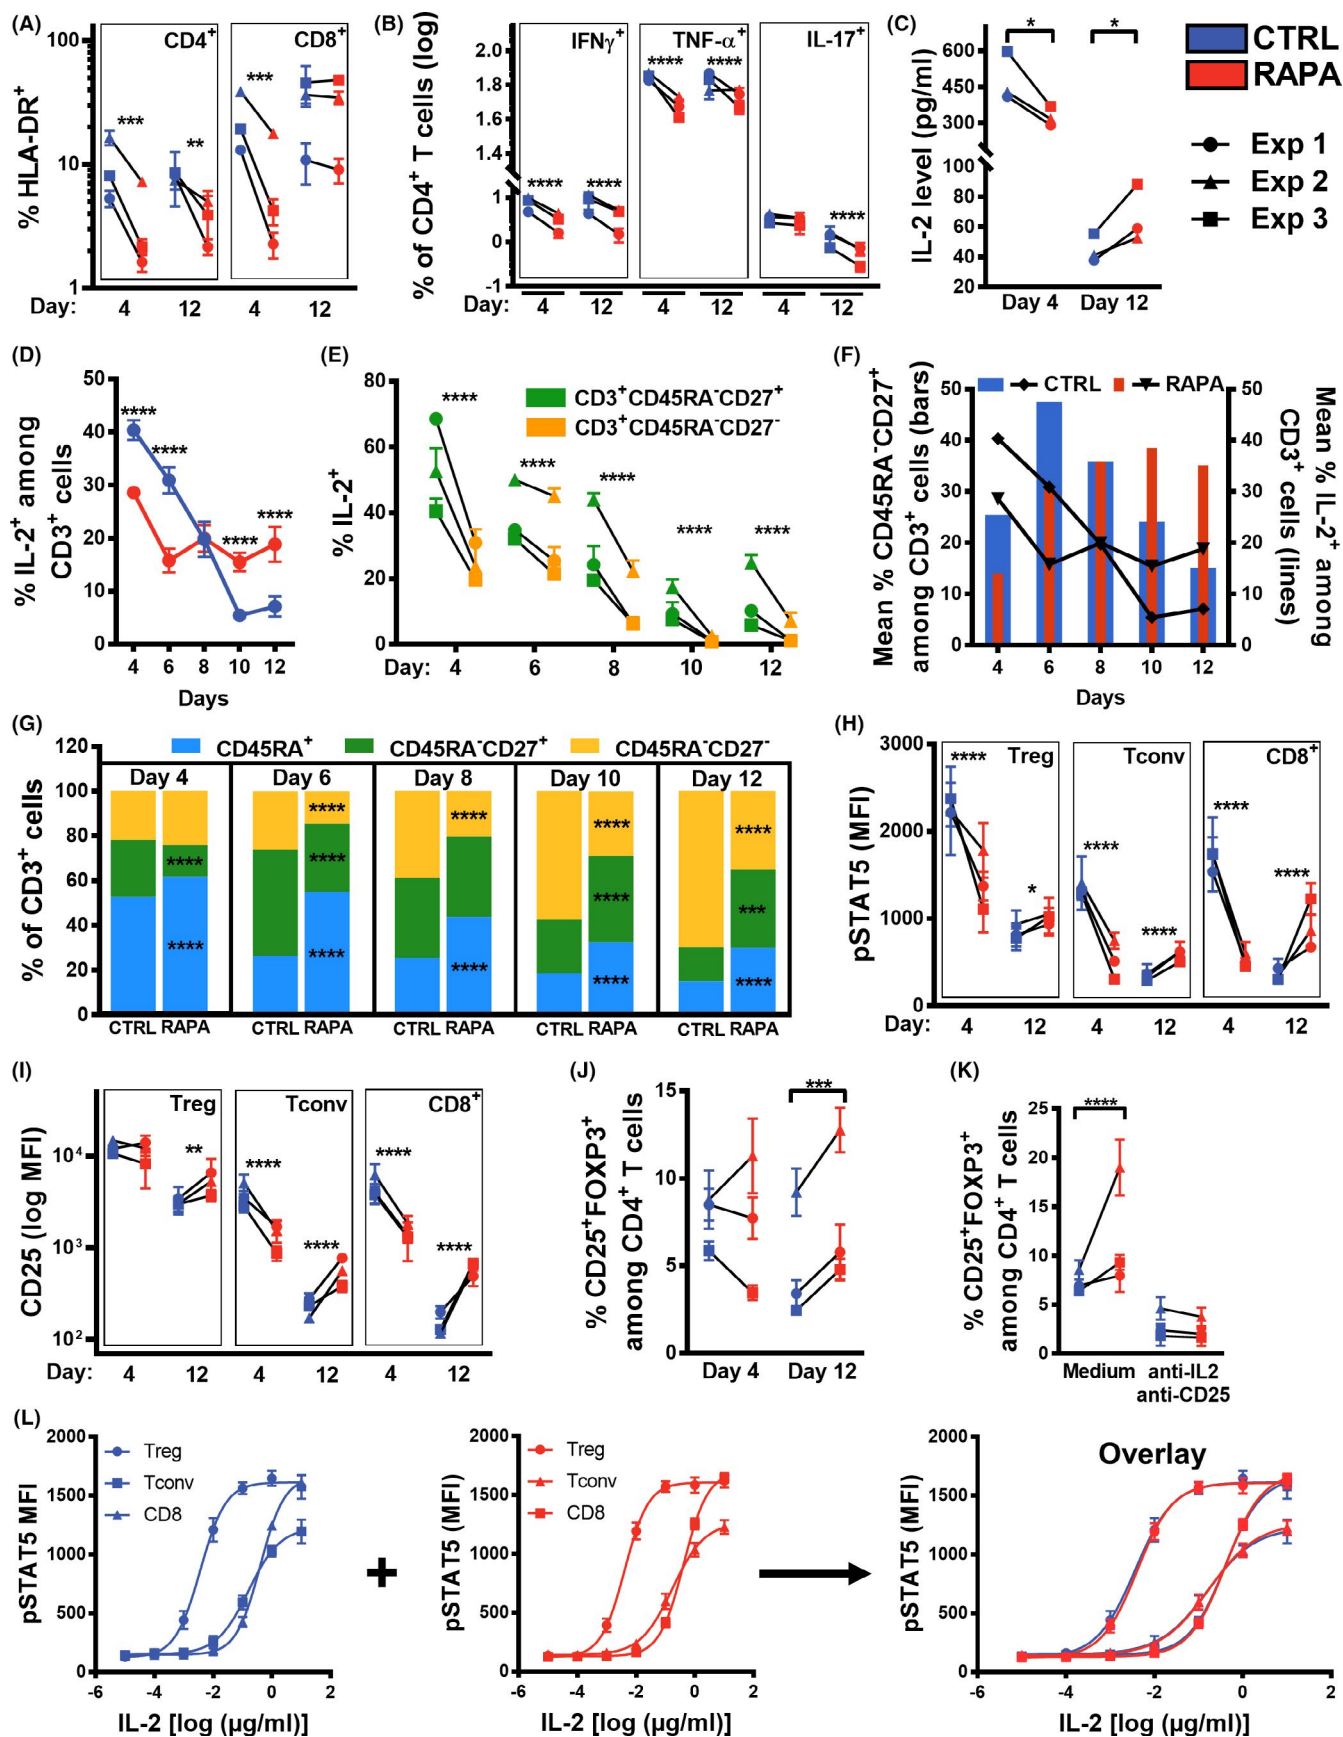 (A)
% HLA-DR⁺
100
10
1
CD4⁺
CD8⁺
***
**
***
Day: 4 12 4 12
(B)
% of CD4⁺ T cells (log)
2.0
1.8
1.6
1.4
1
0
-1
IFNγ⁺
TNF-α⁺
IL-17⁺
**** ****
**** ****
****
Day: 4 12 4 12 4 12
(C)
IL-2 level (pg/ml)
600
450
300
100
80
60
40
20
* *
Day 4 Day 12
CTRL
RAPA
Exp 1
Exp 2
Exp 3
(D)
% IL-2⁺ among
CD3⁺ cells
50
40
30
20
10
0
****
****
**** ****
4 6 8 10 12
Days
(E)
% IL-2⁺
80
60
40
20
0
CD3⁺CD45RA⁻CD27⁺
CD3⁺CD45RA⁻CD27⁻
**** **** **** **** ****
Day: 4 6 8 10 12
(F)
Mean % CD45RA⁻CD27⁺
among CD3⁺ cells (bars)
50
40
30
20
10
0
CTRL RAPA
50
40
30
20
10
0
Mean % IL-2⁺ among
CD3⁺ cells (lines)
4 6 8 10 12
Days
(G)
% of CD3⁺ cells
120
100
80
60
40
20
0
CD45RA⁺ CD45RA⁻CD27⁺ CD45RA⁻CD27⁻
Day 4 Day 6 Day 8 Day 10 Day 12
****
****
****
****
****
****
****
****
****
****
****
***
****
CTRL RAPA CTRL RAPA CTRL RAPA CTRL RAPA CTRL RAPA
(H)
pSTAT5 (MFI)
3000
2000
1000
0
Treg
Tconv
CD8⁺
**** *
**** ****
**** ****
Day: 4 12 4 12 4 12
(I)
CD25 (log MFI)
10⁴
10³
10²
Treg
Tconv
CD8⁺
**
**** ****
**** ****
Day: 4 12 4 12 4 12
(J)
% CD25⁺FOXP3⁺
among CD4⁺ T cells
15
10
5
0
***
Day 4 Day 12
(K)
% CD25⁺FOXP3⁺
among CD4⁺ T cells
25
20
15
10
5
0
****
Medium anti-IL2
anti-CD25
(L)
pSTAT5 MFI
2000
1500
1000
500
0
Treg
Tconv
CD8
-6 -4 -2 0 2
IL-2 [log (µg/ml)]
+
pSTAT5 (MFI)
2000
1500
1000
500
0
Treg
Tconv
CD8
-6 -4 -2 0 2
IL-2 [log (µg/ml)]
Overlay
pSTAT5 (MFI)
2000
1500
1000
500
0
-6 -4 -2 0 2
IL-2 [log (µg/ml)]